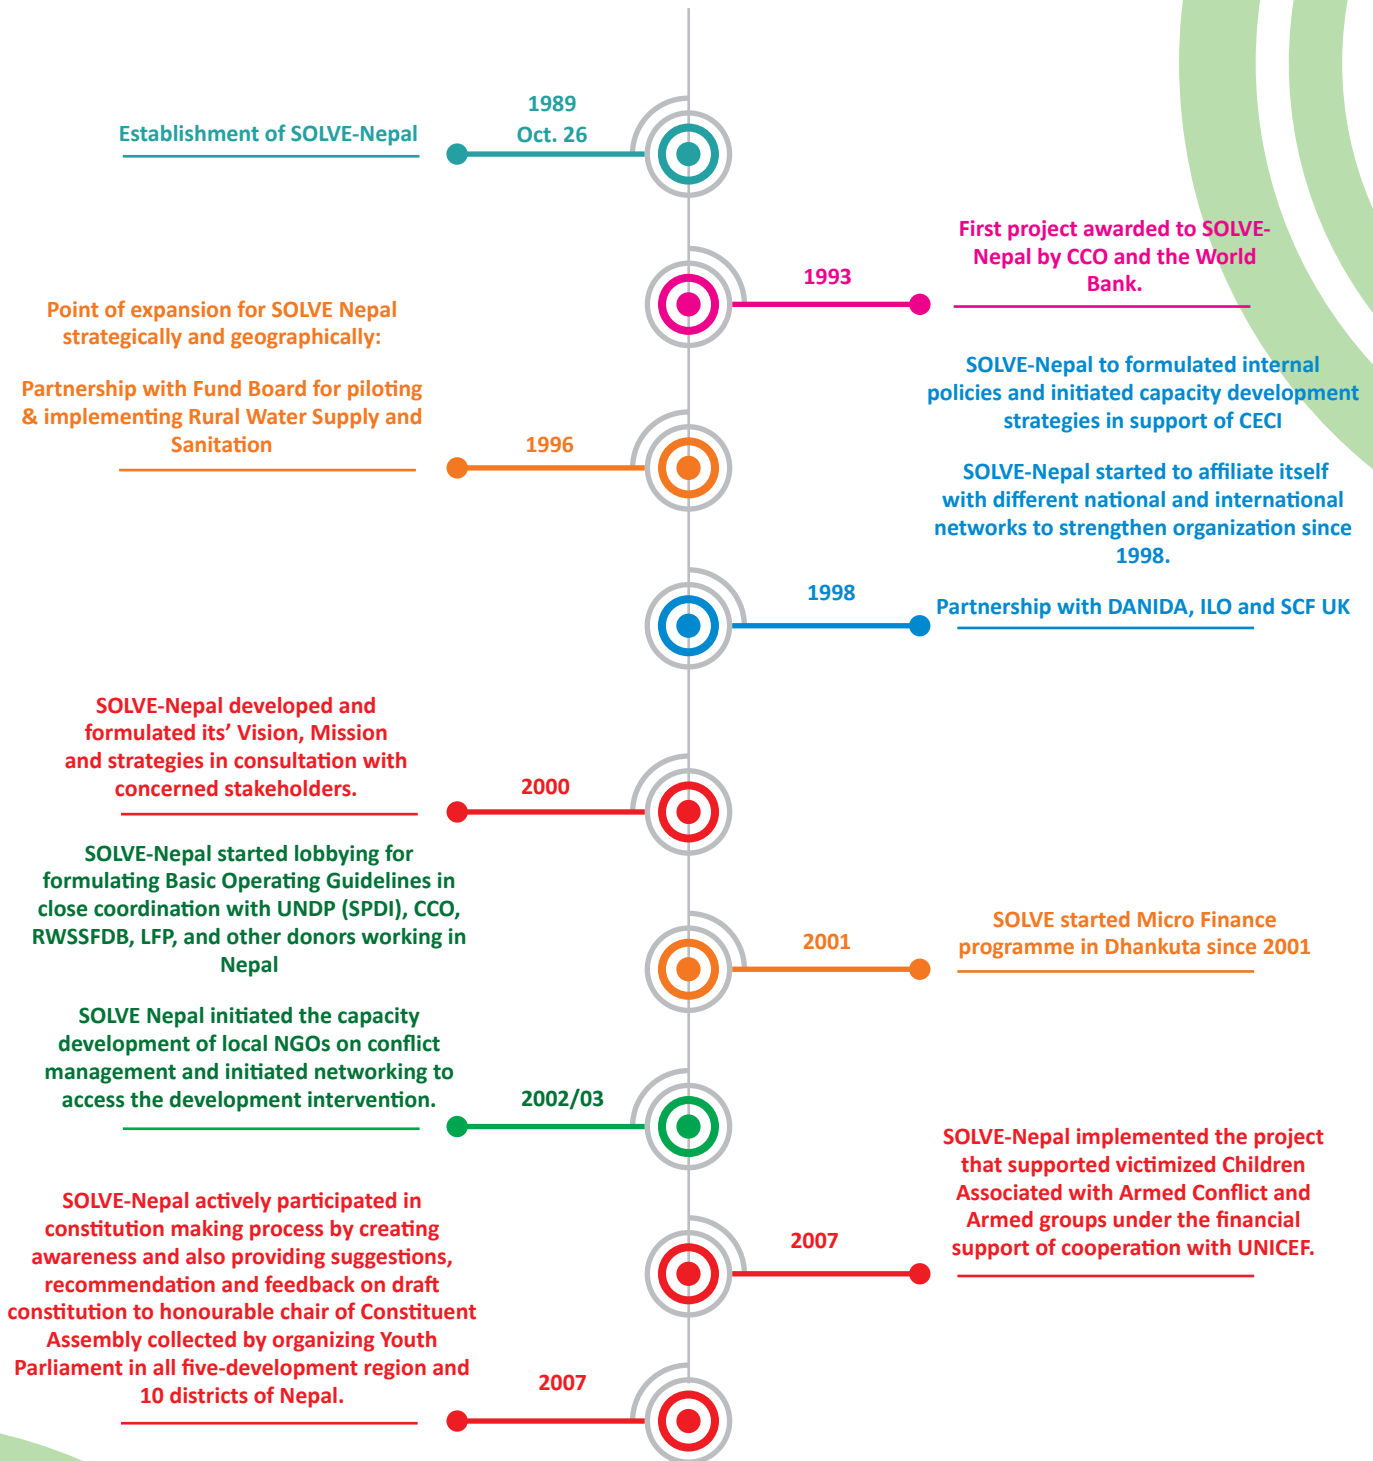 1989
Oct. 26
Establishment of SOLVE-Nepal
First project awarded to SOLVE-
Nepal by CCO and the World
Bank.
1993
Point of expansion for SOLVE Nepal
strategically and geographically:
Partnership with Fund Board for piloting
& implementing Rural Water Supply and
Sanitation
1996
SOLVE-Nepal to formulated internal
policies and initiated capacity development
strategies in support of CECI
SOLVE-Nepal started to affiliate itself
with different national and international
networks to strengthen organization since
1998.
Partnership with DANIDA, ILO and SCF UK
1998
SOLVE-Nepal developed and
formulated its’ Vision, Mission
and strategies in consultation with
concerned stakeholders.
2000
SOLVE started Micro Finance
programme in Dhankuta since 2001
2001
SOLVE-Nepal started lobbying for
formulating Basic Operating Guidelines in
close coordination with UNDP (SPDI), CCO,
RWSSFDB, LFP, and other donors working in
Nepal
SOLVE Nepal initiated the capacity
development of local NGOs on conflict
management and initiated networking to
access the development intervention.
2002/03
SOLVE-Nepal implemented the project
that supported victimized Children
Associated with Armed Conflict and
Armed groups under the financial
support of cooperation with UNICEF.
2007
SOLVE-Nepal actively participated in
constitution making process by creating
awareness and also providing suggestions,
recommendation and feedback on draft
constitution to honourable chair of Constituent
Assembly collected by organizing Youth
Parliament in all five-development region and
10 districts of Nepal.
2007